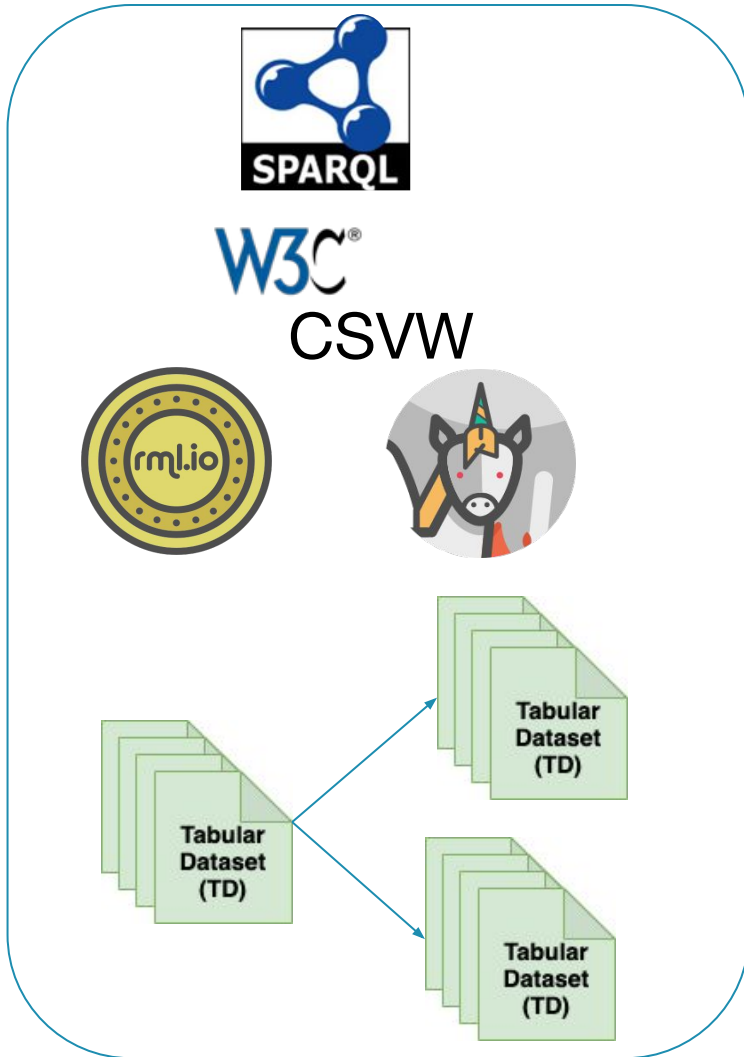 SPARQL
W3C®
CSVW
rml.io
Tabular
Dataset
(TD)
Tabular
Dataset
(TD)
Tabular
Dataset
(TD)